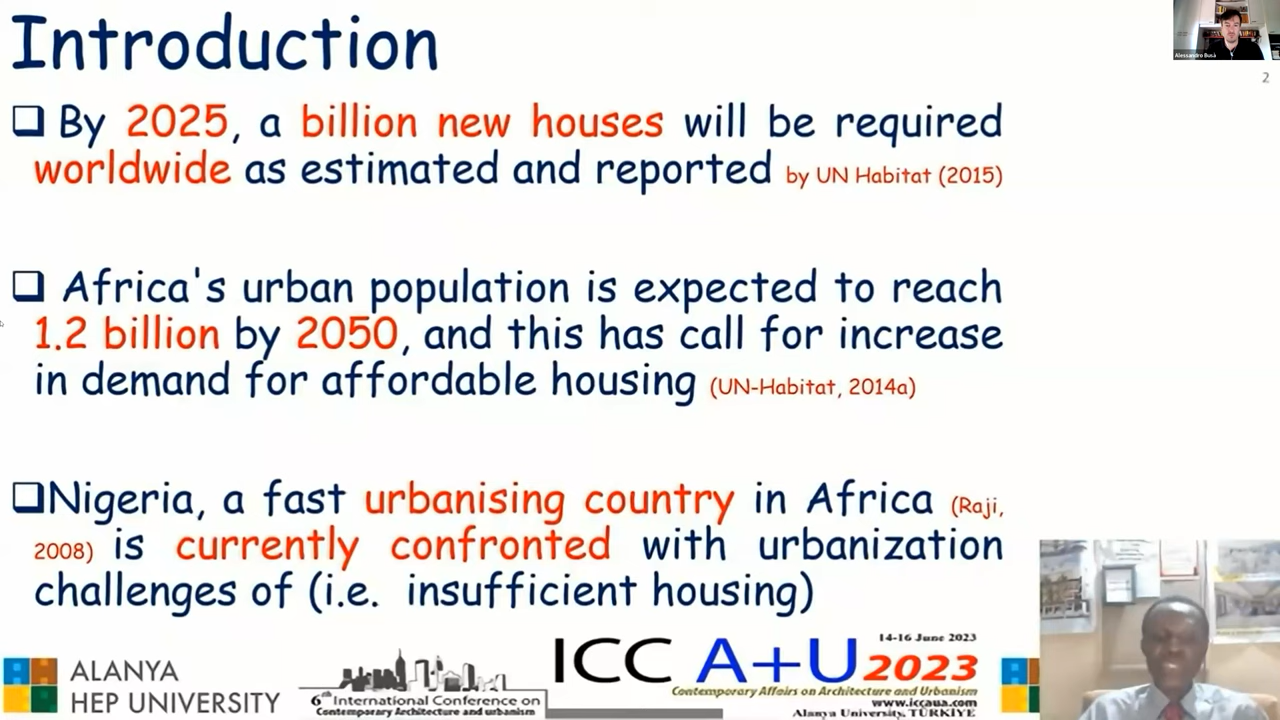 Introduction
Alessandro Busà
2
By 2025, a billion new houses will be required
worldwide as estimated and reported by UN Habitat (2015)
Africa's urban population is expected to reach
1.2 billion by 2050, and this has call for increase
in demand for affordable housing (UN-Habitat, 2014a)
Nigeria, a fast urbanising country in Africa (Raji,
2008) is currently confronted with urbanization
challenges of (i.e. insufficient housing)
ALANYA
HEP UNIVERSITY
6th International Conference on
Contemporary Architecture and urbanism
14-16 June 2023
ICC A+U 2023
Contemporary Affairs on Architecture and Urbanism
www.iccaua.com
Alanya University, TÜRKİYE